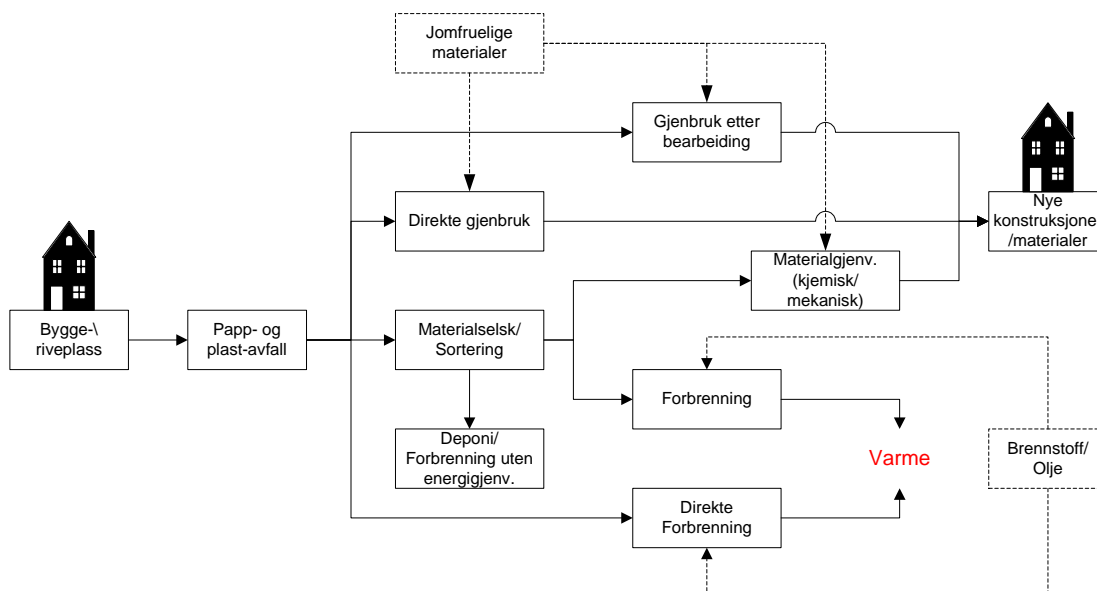 Jomfruelige
materialer
Gjenbruk etter
bearbeiding
Direkte gjenbruk
Nye
konstruksjone
/materialer
Materialgjenv.
(kjemisk/
mekanisk)
Bygge-\
riveplass
Papp- og
plast-avfall
Materialselsk/
Sortering
Forbrenning
Deponi/
Forbrenning uten
energigjenv.
Varme
Brennstoff/
Olje
Direkte
Forbrenning